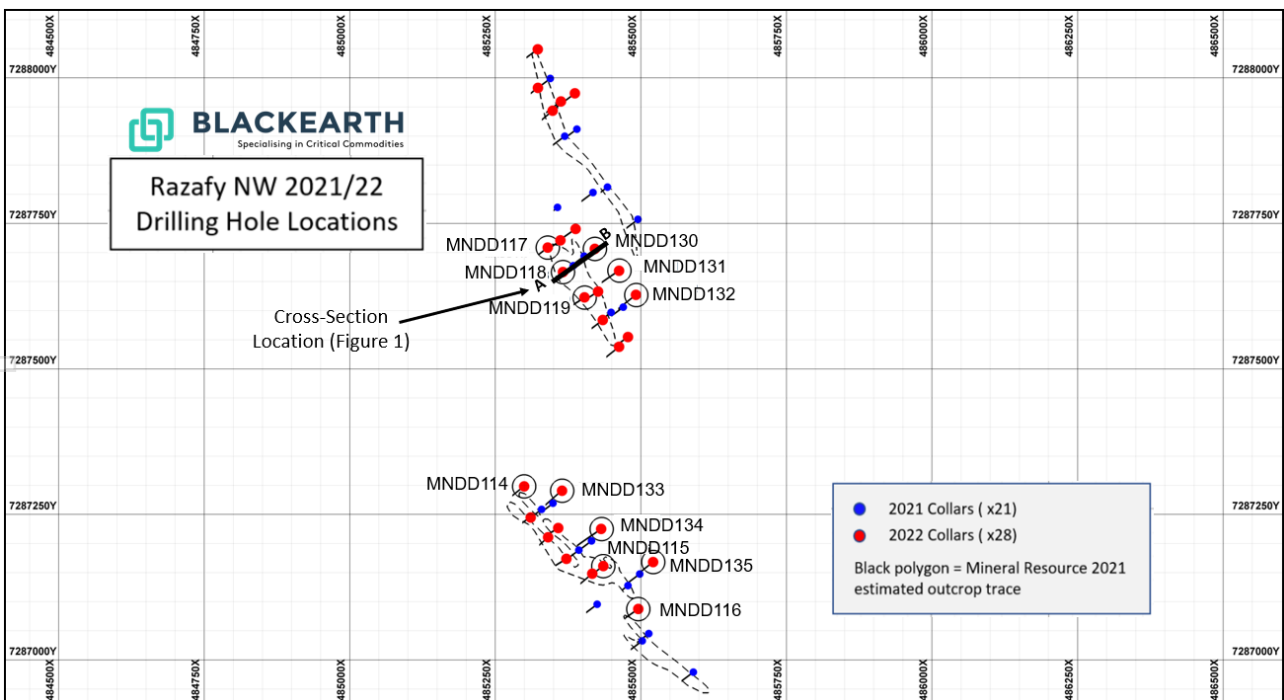 484500X 484750X 485000X 485250X 485500X 485750X 486000X 486250X 486500X
7288000Y 7288000Y
BLACKEARTH
Specialising in Critical Commodities
Razafy NW 2021/22
Drilling Hole Locations
7287750Y 7287750Y
MNDD117
B
MNDD130
MNDD118
MNDD131
A
MNDD132
MNDD119
Cross-Section
Location (Figure 1)
7287500Y 7287500Y
MNDD114
MNDD133
7287250Y 7287250Y
MNDD134
MNDD115
MNDD135
MNDD116
2021 Collars ( x21)
2022 Collars ( x28)
Black polygon = Mineral Resource 2021
estimated outcrop trace
7287000Y 7287000Y
484500X 484750X 485000X 485250X 485500X 485750X 486000X 486250X 486500X